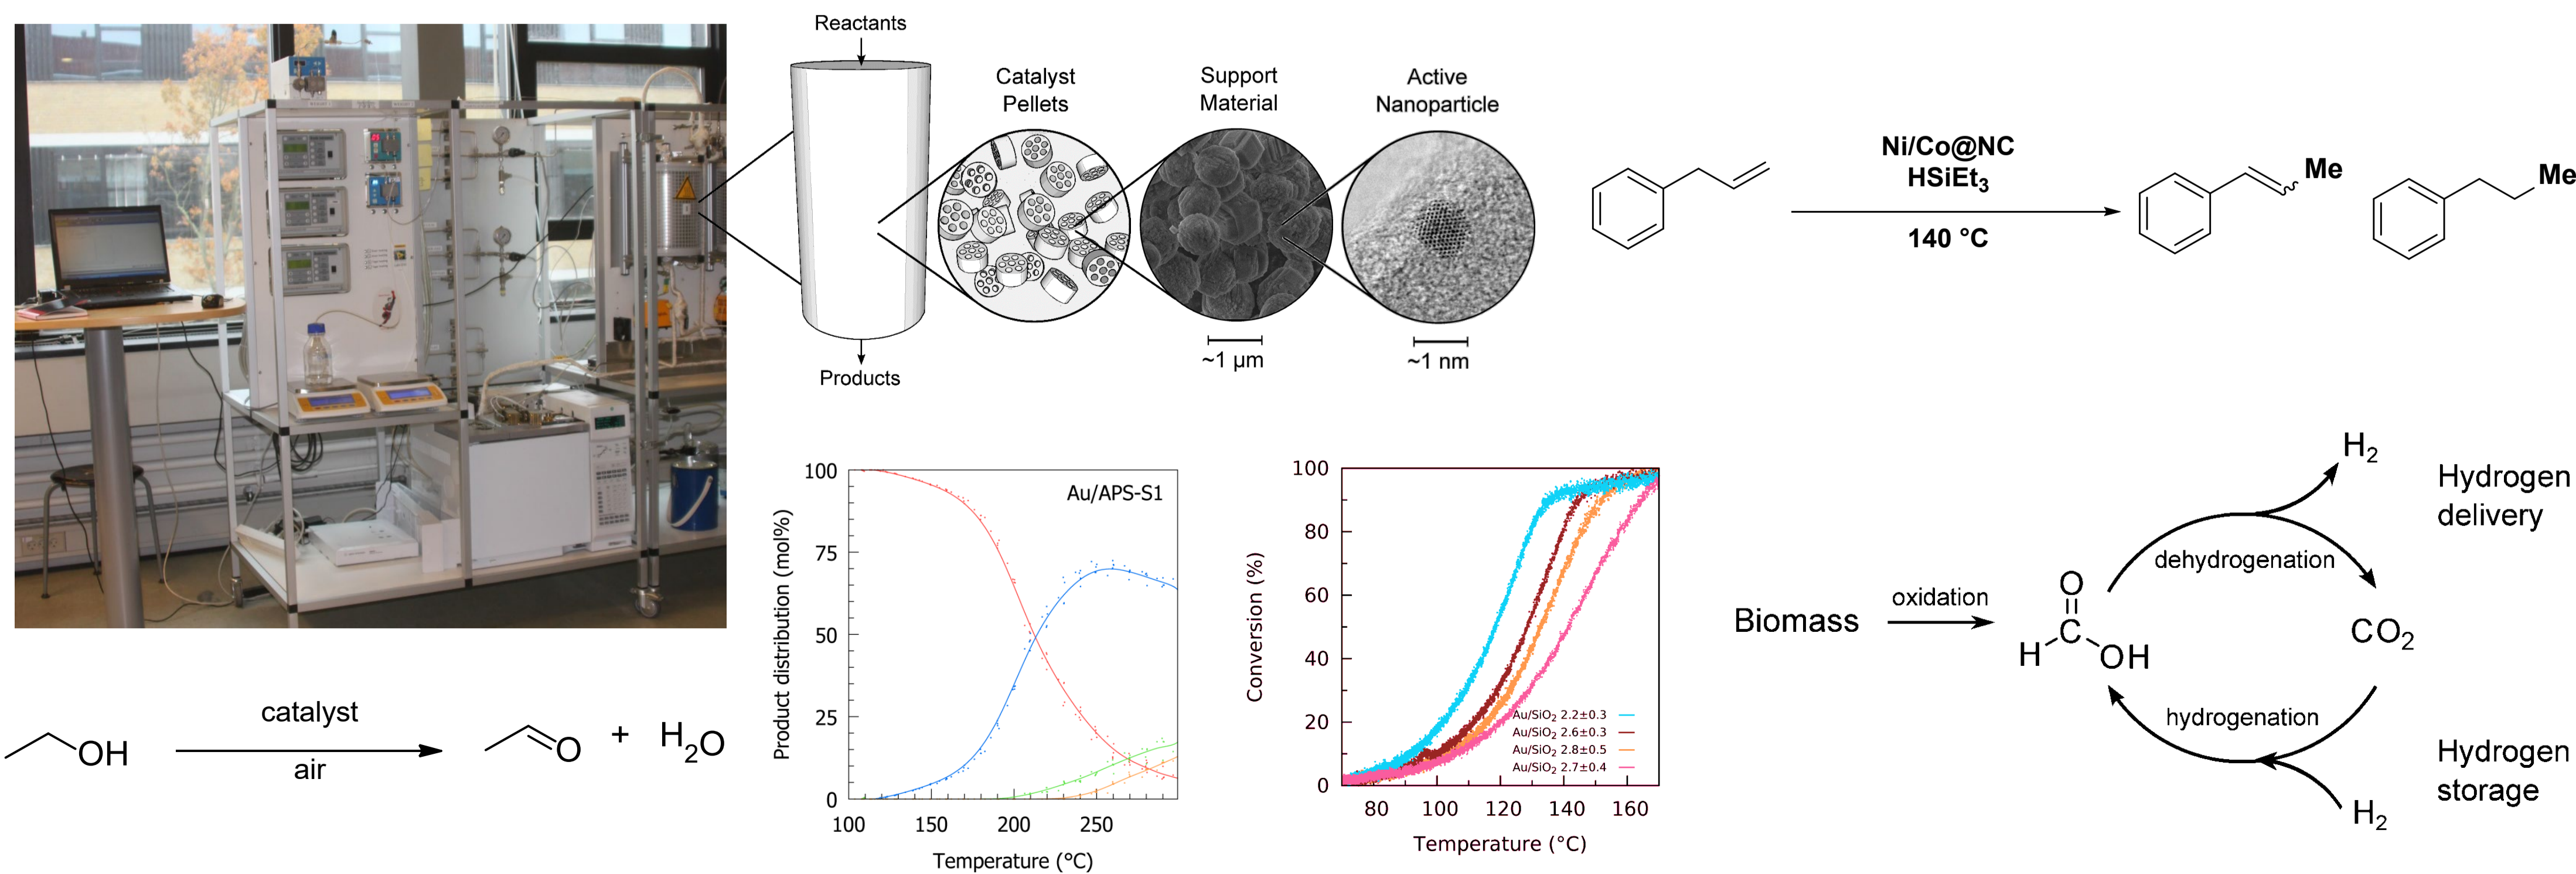 Reactants
Catalyst
Pellets
Support
Material
Active
Nanoparticle
~1 µm
~1 nm
Products
Ni/Co@NC
HSiEt₃
140 °C
Me
Me
OH
catalyst
air
O
+
H₂O
100
75
50
25
0
Product distribution (mol%)
Au/APS-S1
100
150
200
250
Temperature (°C)
100
80
60
40
20
0
Conversion (%)
Au/SiO₂ 2.2±0.3
Au/SiO₂ 2.6±0.3
Au/SiO₂ 2.8±0.5
Au/SiO₂ 2.7±0.4
80
100
120
140
160
Temperature (°C)
Biomass
oxidation
O
C
H
OH
dehydrogenation
H₂
Hydrogen
delivery
CO₂
hydrogenation
H₂
Hydrogen
storage